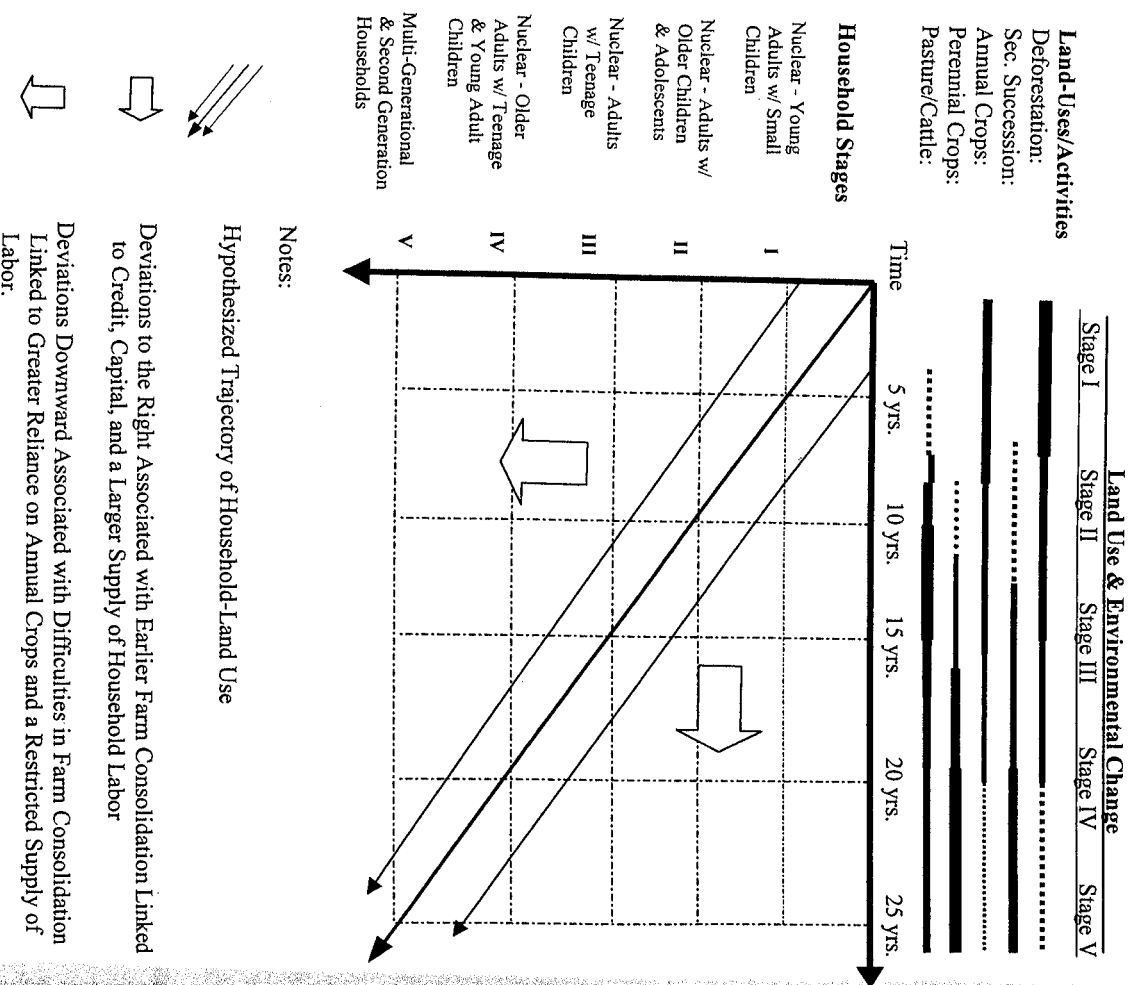 Land Use & Environmental Change
Stage I Stage II Stage III Stage IV Stage V
Land-Uses/Activities
Deforestation:
Sec. Succession:
Annual Crops:
Perennial Crops:
Pasture/Cattle:
Time 5 yrs. 10 yrs. 15 yrs. 20 yrs. 25 yrs.
Household Stages
Nuclear - Young
Adults w/ Small
Children
I
Nuclear - Adults w/
Older Children
& Adolescents
II
Nuclear - Adults
w/ Teenage
Children
III
Nuclear - Older
Adults w/ Teenage
& Young Adult
Children
IV
Multi-Generational
& Second Generation
Households
V
Notes:
Hypothesized Trajectory of Household-Land Use
Deviations to the Right Associated with Earlier Farm Consolidation Linked
to Credit, Capital, and a Larger Supply of Household Labor
Deviations Downward Associated with Difficulties in Farm Consolidation
Linked to Greater Reliance on Annual Crops and a Restricted Supply of
Labor.